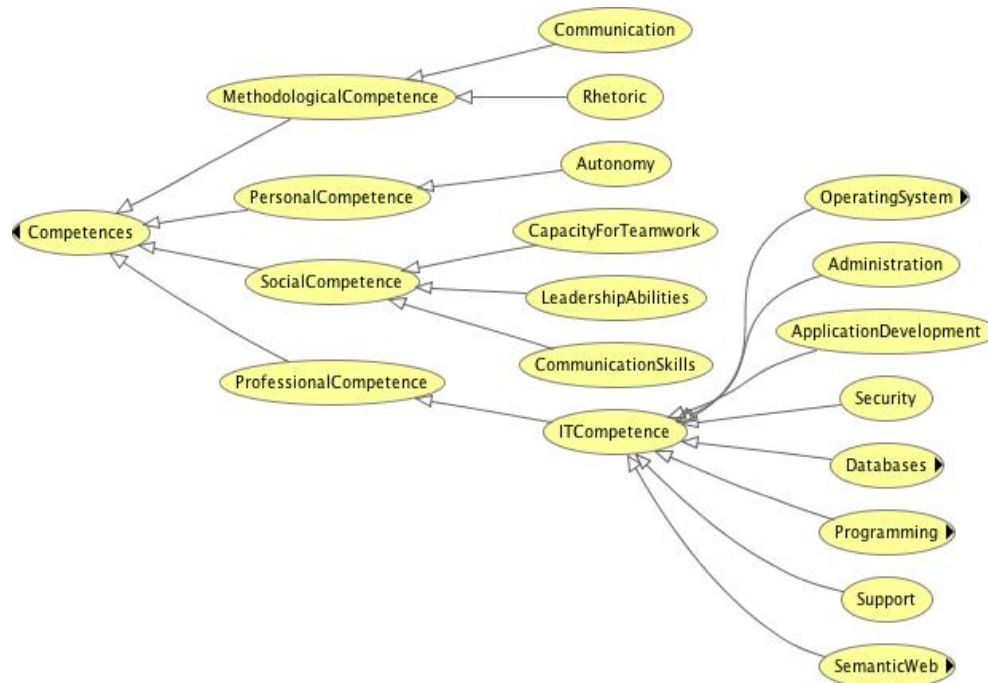 Communication
MethodologicalCompetence
Rhetoric
Autonomy
PersonalCompetence
OperatingSystem
Competences
CapacityForTeamwork
Administration
SocialCompetence
LeadershipAbilities
ApplicationDevelopment
CommunicationSkills
ProfessionalCompetence
Security
ITCompetence
Databases
Programming
Support
SemanticWeb